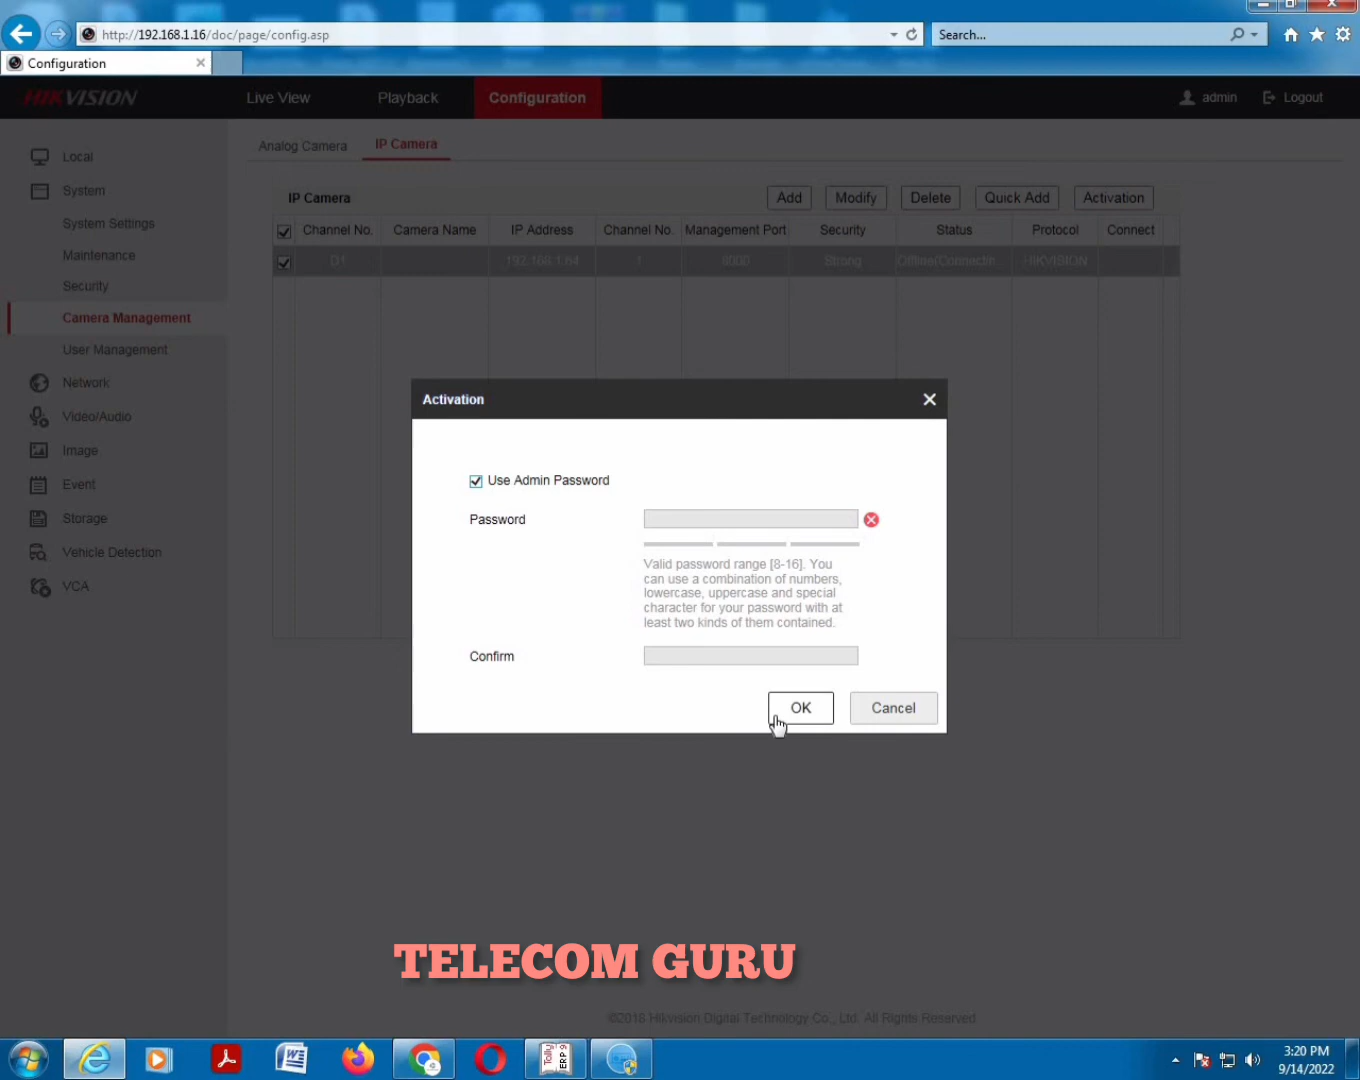 http://192.168.1.16/doc/page/config.asp
Search...
Configuration
HIKVISION
Live View
Playback
Configuration
admin
Logout
Local
System
System Settings
Maintenance
Security
Camera Management
User Management
Network
Video/Audio
Image
Event
Storage
Vehicle Detection
VCA
Analog Camera
IP Camera
IP Camera
Add
Modify
Delete
Quick Add
Activation
Channel No. Camera Name IP Address Channel No. Management Port Security Status Protocol Connect
D1 192.168.1.64 1 8000 Strong Offline(Connectin HIKVISION
Activation
Use Admin Password
Password
Valid password range [8-16]. You
can use a combination of numbers,
lowercase, uppercase and special
character for your password with at
least two kinds of them contained.
Confirm
OK
Cancel
TELECOM GURU
©2018 Hikvision Digital Technology Co., Ltd. All Rights Reserved.
Tally
ERP 9
3:20 PM
9/14/2022